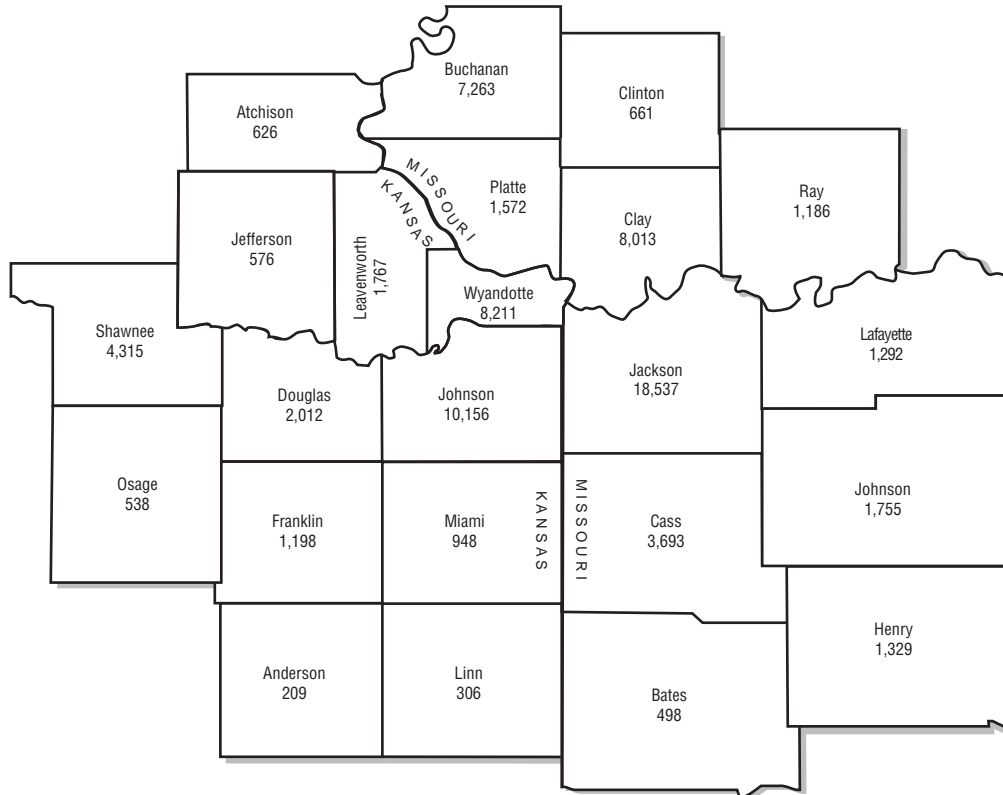 Buchanan
7,263
Clinton
661
Atchison
626
MISSOURI
KANSAS
Platte
1,572
Ray
1,186
Clay
8,013
Jefferson
576
Leavenworth
1,767
Wyandotte
8,211
Shawnee
4,315
Lafayette
1,292
Jackson
18,537
Douglas
2,012
Johnson
10,156
Osage
538
Johnson
1,755
Franklin
1,198
Miami
948
KANSAS
MISSOURI
Cass
3,693
Henry
1,329
Anderson
209
Linn
306
Bates
498